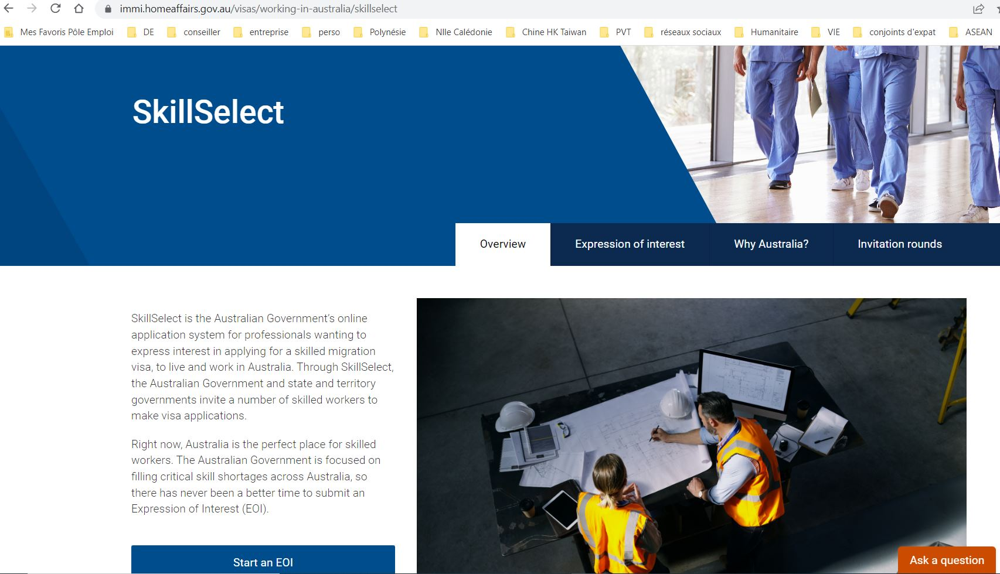 immi.homeaffairs.gov.au/visas/working-in-australia/skillselect
Mes Favoris Pôle Emploi DE conseiller entreprise perso Polynésie Nlle Calédonie Chine HK Taiwan PVT réseaux sociaux Humanitaire VIE conjoints d'expat ASEAN
SkillSelect
Overview Expression of interest Why Australia? Invitation rounds
SkillSelect is the Australian Government’s online
application system for professionals wanting to
express interest in applying for a skilled migration
visa, to live and work in Australia. Through SkillSelect,
the Australian Government and state and territory
governments invite a number of skilled workers to
make visa applications.
Right now, Australia is the perfect place for skilled
workers. The Australian Government is focused on
filling critical skill shortages across Australia, so
there has never been a better time to submit an
Expression of Interest (EOI).
Start an EOI
Ask a question